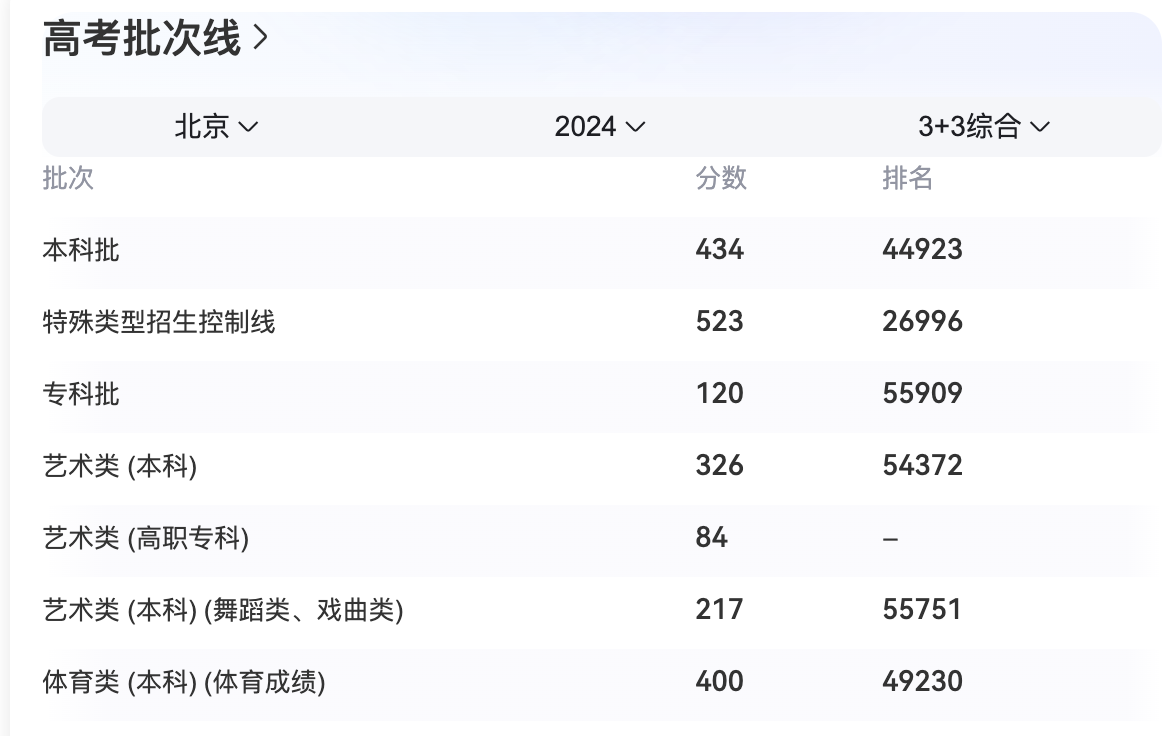 高考批次线
北京 2024 3+3综合
批次 分数 排名
本科批 434 44923
特殊类型招生控制线 523 26996
专科批 120 55909
艺术类 (本科) 326 54372
艺术类 (高职专科) 84 –
艺术类 (本科) (舞蹈类、戏曲类) 217 55751
体育类 (本科) (体育成绩) 400 49230